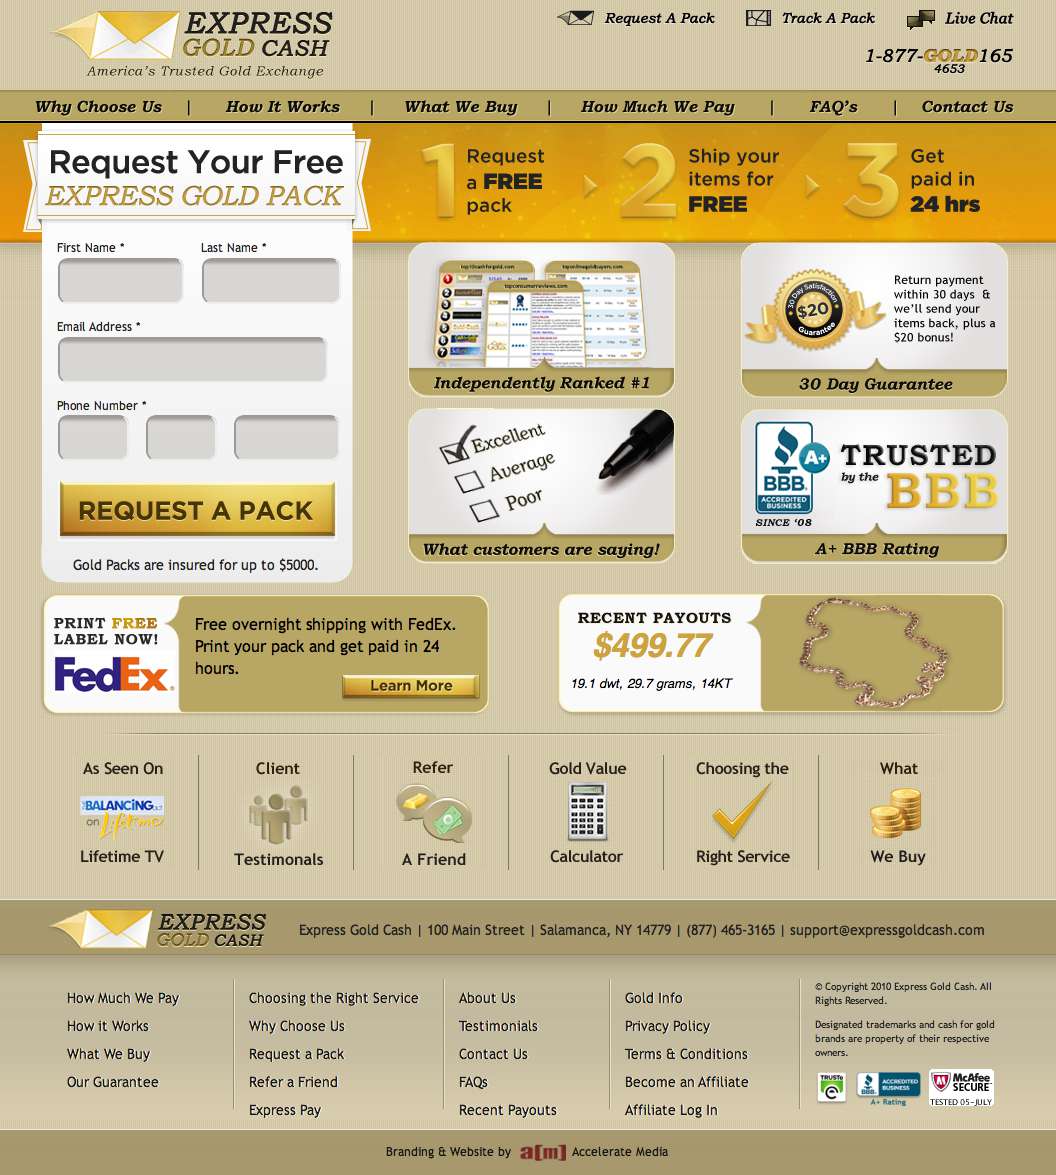 EXPRESS
GOLD CASH
America's Trusted Gold Exchange
Request A Pack
Track A Pack
Live Chat
1-877-GOLD165
4653
Why Choose Us | How It Works | What We Buy | How Much We Pay | FAQ's | Contact Us
Request Your Free
EXPRESS GOLD PACK
1 Request
a FREE
pack
2 Ship your
items for
FREE
3 Get
paid in
24 hrs
First Name *
Last Name *
Email Address *
Phone Number *
REQUEST A PACK
Gold Packs are insured for up to $5000.
top10cashforgold.com
toponlinegoldbuyers.com
topconsumerreviews.com
1
2
3
4
5
6
7
Independently Ranked #1
30-Day Satisfaction
$20
Guarantee
Return payment
within 30 days &
we'll send your
items back, plus a
$20 bonus!
30 Day Guarantee
Excellent
Average
Poor
What customers are saying!
BBB.
ACCREDITED
BUSINESS
A+
SINCE '08
TRUSTED
by the BBB
A+ BBB Rating
PRINT FREE
LABEL NOW!
FedEx
Free overnight shipping with FedEx.
Print your pack and get paid in 24
hours.
Learn More
RECENT PAYOUTS
$499.77
19.1 dwt, 29.7 grams, 14KT
As Seen On
BALANCING
on Lifetime
Lifetime TV
Client
Testimonals
Refer
A Friend
Gold Value
Calculator
Choosing the
Right Service
What
We Buy
EXPRESS
GOLD CASH
Express Gold Cash | 100 Main Street | Salamanca, NY 14779 | (877) 465-3165 | support@expressgoldcash.com
How Much We Pay
How it Works
What We Buy
Our Guarantee
Choosing the Right Service
Why Choose Us
Request a Pack
Refer a Friend
Express Pay
About Us
Testimonials
Contact Us
FAQs
Recent Payouts
Gold Info
Privacy Policy
Terms & Conditions
Become an Affiliate
Affiliate Log In
© Copyright 2010 Express Gold Cash. All
Rights Reserved.
Designated trademarks and cash for gold
brands are property of their respective
owners.
TRUSTe
BBB
ACCREDITED
BUSINESS
A+ Rating
McAfee
SECURE
TESTED 05-JULY
Branding & Website by a[m] Accelerate Media